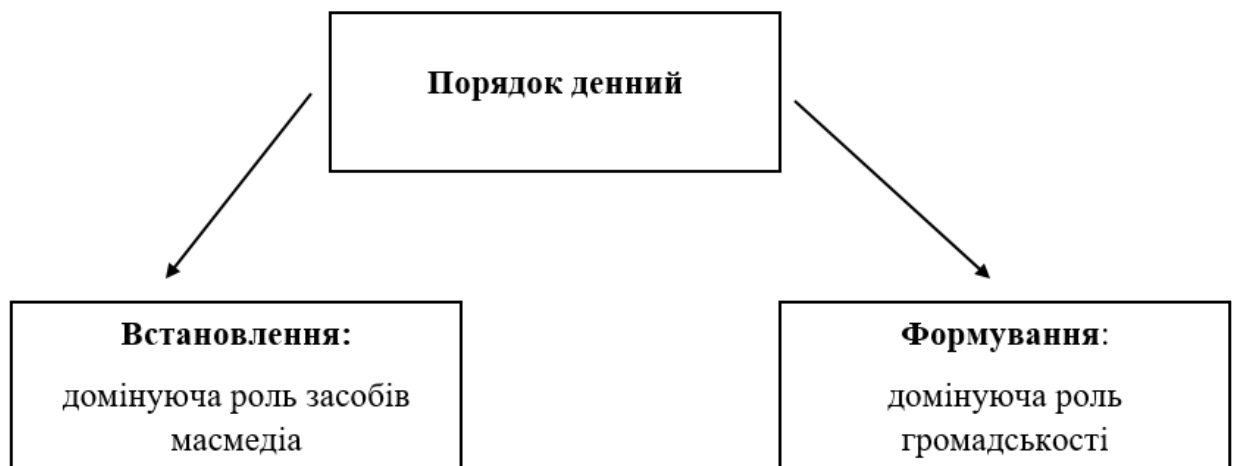 Порядок денний
Встановлення:
домінуюча роль засобів
масмедіа
Формування:
домінуюча роль
громадськості